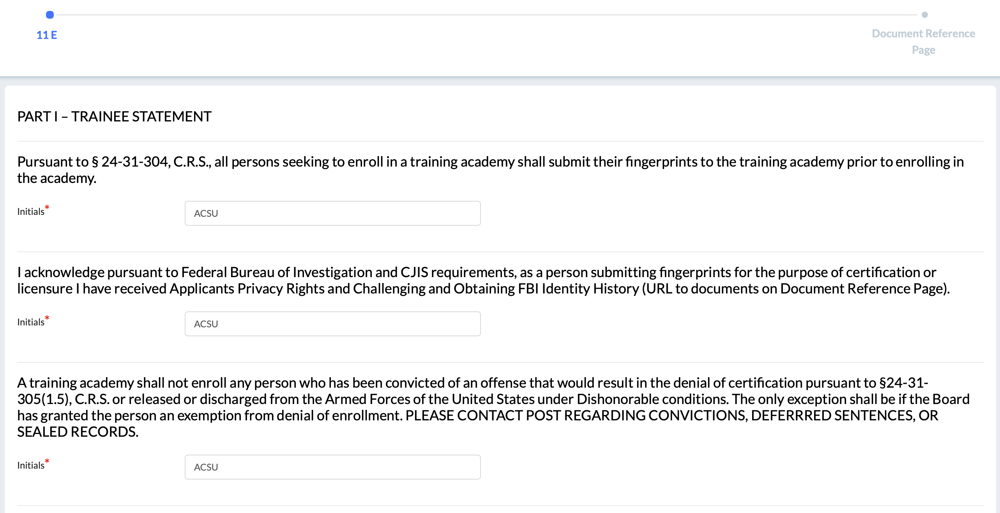 11 E
Document Reference
Page
PART I – TRAINEE STATEMENT
Pursuant to § 24-31-304, C.R.S., all persons seeking to enroll in a training academy shall submit their fingerprints to the training academy prior to enrolling in
the academy.
Initials*
ACSU
I acknowledge pursuant to Federal Bureau of Investigation and CJIS requirements, as a person submitting fingerprints for the purpose of certification or
licensure I have received Applicants Privacy Rights and Challenging and Obtaining FBI Identity History (URL to documents on Document Reference Page).
Initials*
ACSU
A training academy shall not enroll any person who has been convicted of an offense that would result in the denial of certification pursuant to §24-31-
305(1.5), C.R.S. or released or discharged from the Armed Forces of the United States under Dishonorable conditions. The only exception shall be if the Board
has granted the person an exemption from denial of enrollment. PLEASE CONTACT POST REGARDING CONVICTIONS, DEFERRRED SENTENCES, OR
SEALED RECORDS.
Initials*
ACSU